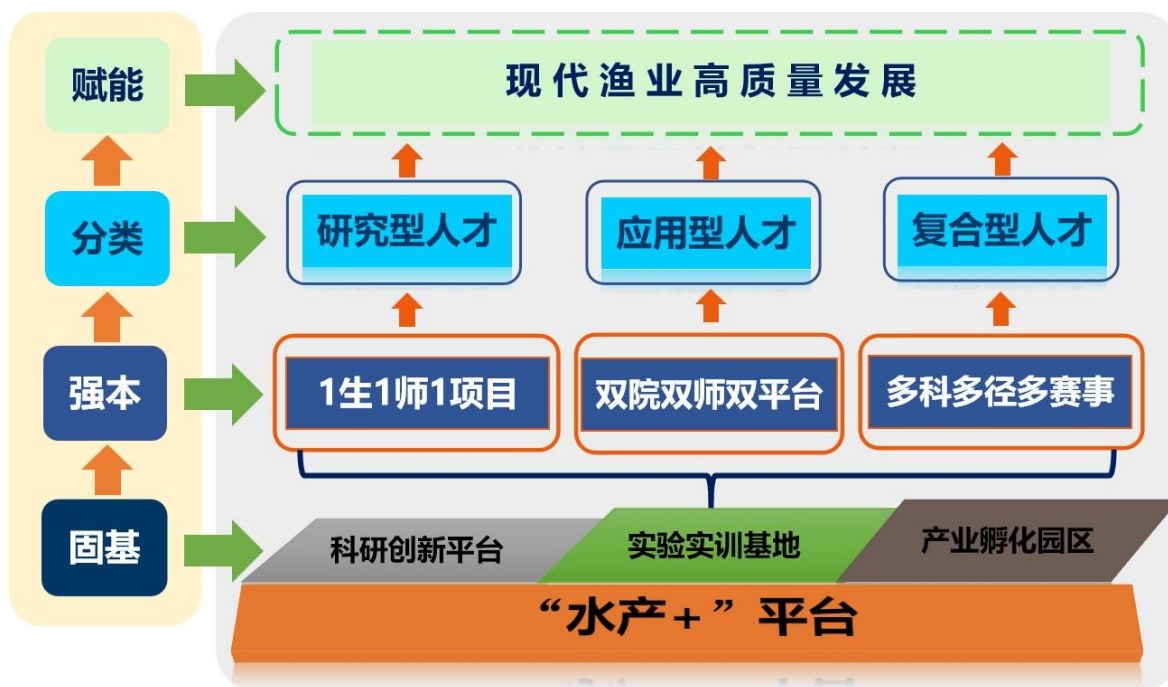 赋能
现代渔业高质量发展
分类
研究型人才
应用型人才
复合型人才
强本
1生1师1项目
双院双师双平台
多科多径多赛事
固基
科研创新平台
实验实训基地
产业孵化园区
“水产+”平台